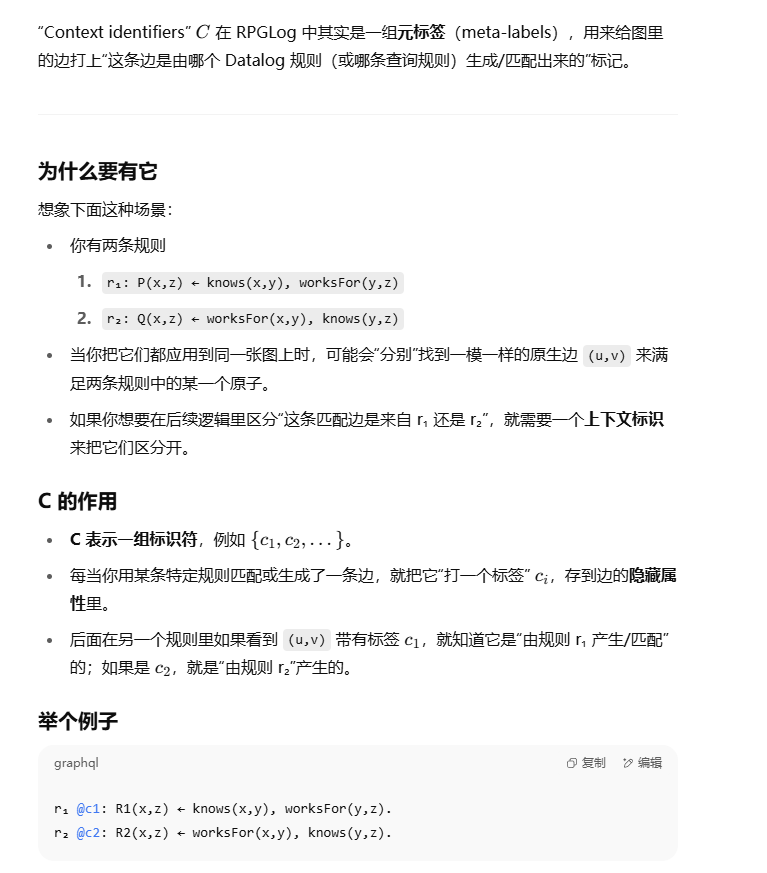 “Context identifiers” C 在 RPGLog 中其实是一组元标签（meta-labels），用来给图里
的边打上“这条边是由哪个 Datalog 规则（或哪条查询规则）生成/匹配出来的”标记。
为什么要有它
想象下面这种场景：
• 你有两条规则
1. r₁: P(x,z) ← knows(x,y), worksFor(y,z)
2. r₂: Q(x,z) ← worksFor(x,y), knows(y,z)
• 当你把它们都应用到同一张图上时，可能会“分别”找到一模一样的原生边 (u,v) 来满
足两条规则中的某一个原子。
• 如果你想要在后续逻辑里区分“这条匹配边是来自 r₁ 还是 r₂”，就需要一个上下文标识
来把它们区分开。
C 的作用
• C 表示一组标识符，例如 {c₁, c₂, …}。
• 每当你用某条特定规则匹配或生成了一条边，就把它“打一个标签” cᵢ，存到边的隐藏属
性里。
• 后面在另一个规则里如果看到 (u,v) 带有标签 c₁，就知道它是“由规则 r₁ 产生/匹配”
的；如果是 c₂，就是“由规则 r₂”产生的。
举个例子
graphql 复制 编辑
r₁ @c1: R1(x,z) ← knows(x,y), worksFor(y,z).
r₂ @c2: R2(x,z) ← worksFor(x,y), knows(y,z).